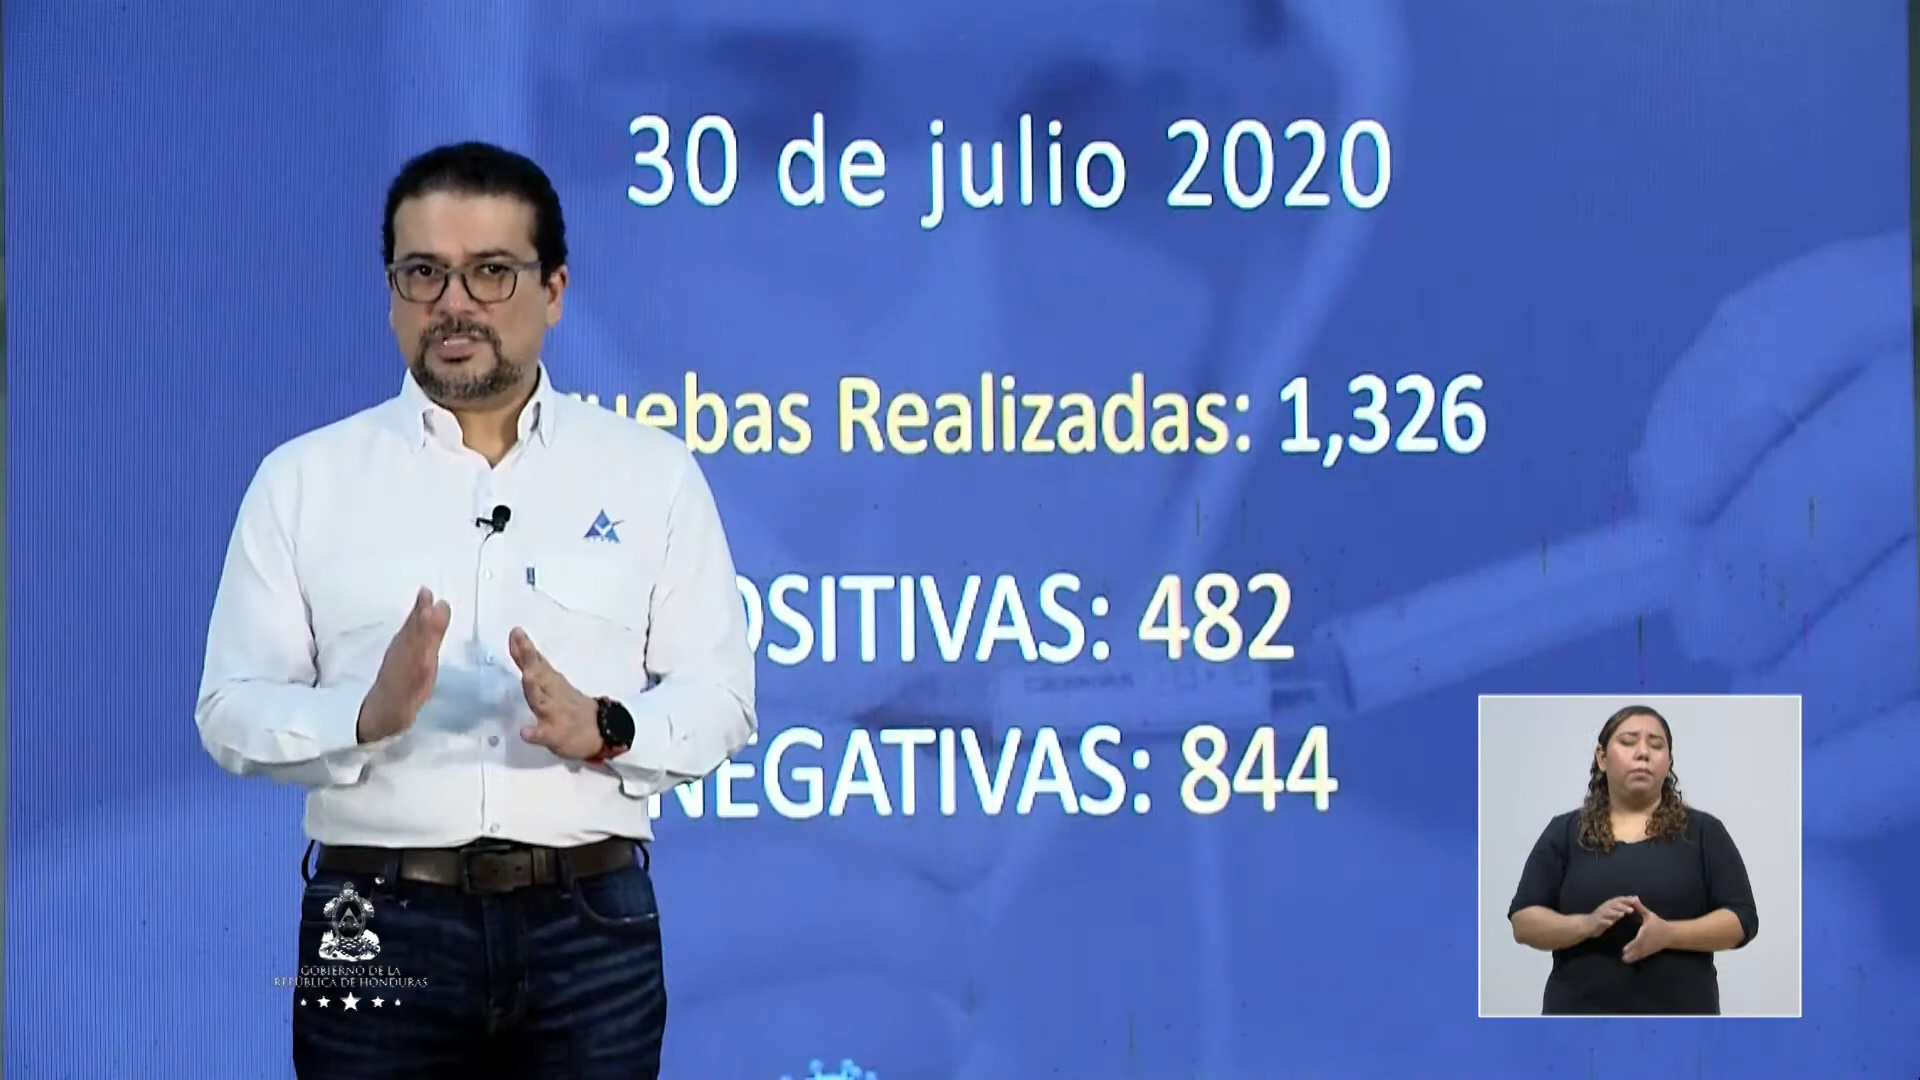 30 de julio 2020
uebas Realizadas: 1,326
OSITIVAS: 482
NEGATIVAS: 844
GOBIERNO DE LA
REPÚBLICA DE HONDURAS